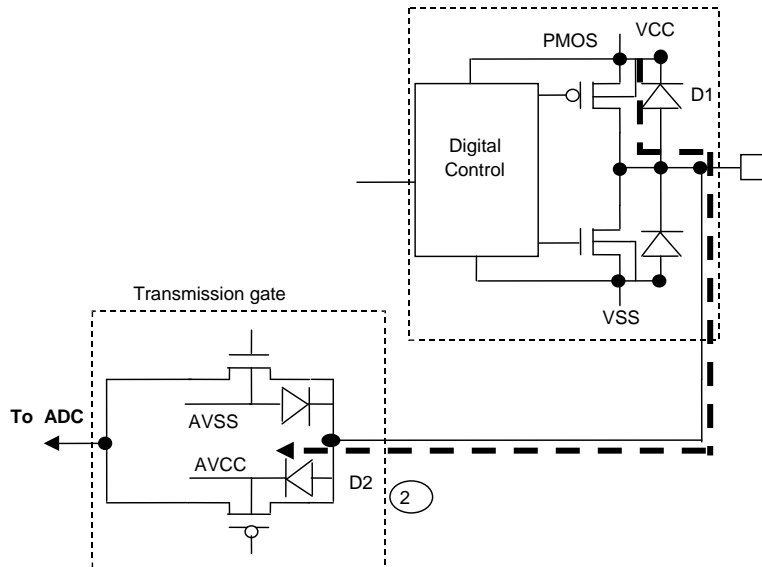 VCC
PMOS
D1
Digital
Control
VSS
Transmission gate
To ADC
AVSS
AVCC
D2
2